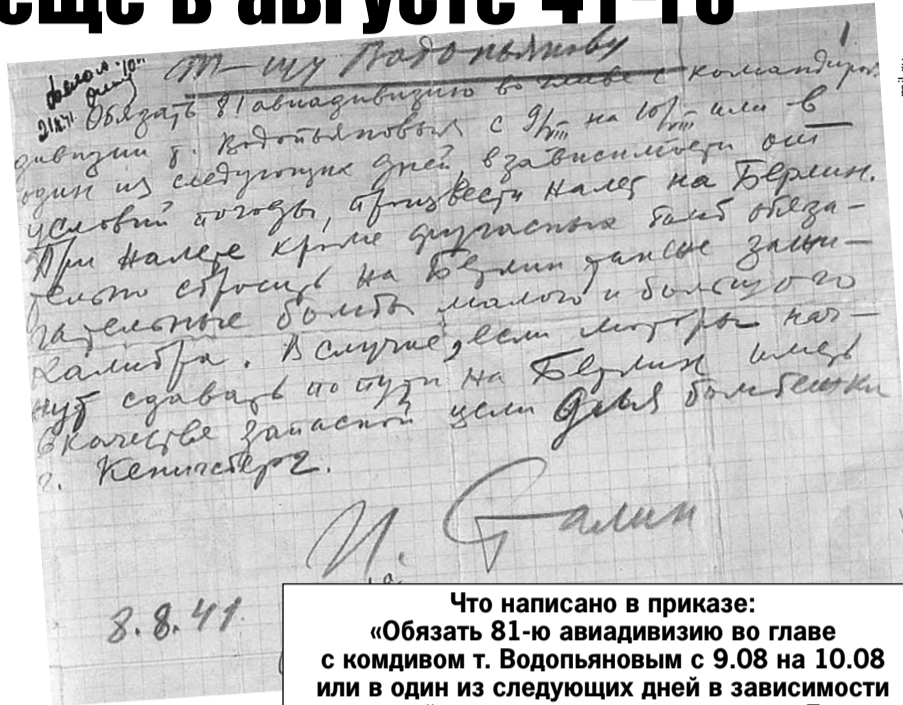 еще в августе 41-го
1
Т-щу Водопьянову
Обязать 81 авиадивизию во главе с командиром
дивизии т. Водопьяновым с 9/VIII на 10/VIII или в
один из следующих дней в зависимости от
условий погоды, произвести налет на Берлин.
При налете кроме фугасных бомб обяза-
тельно сбросить на Берлин также зажи-
гательные бомбы малого и большого
калибра. В случае, если моторы нач-
нут сдавать по пути на Берлин иметь
в качестве запасной цели для бомбежки
г. Кенигсберг.
И. Сталин
8.8.41
Что написано в приказе:
«Обязать 81-ю авиадивизию во главе
с комдивом т. Водопьяновым с 9.08 на 10.08
или в один из следующих дней в зависимости